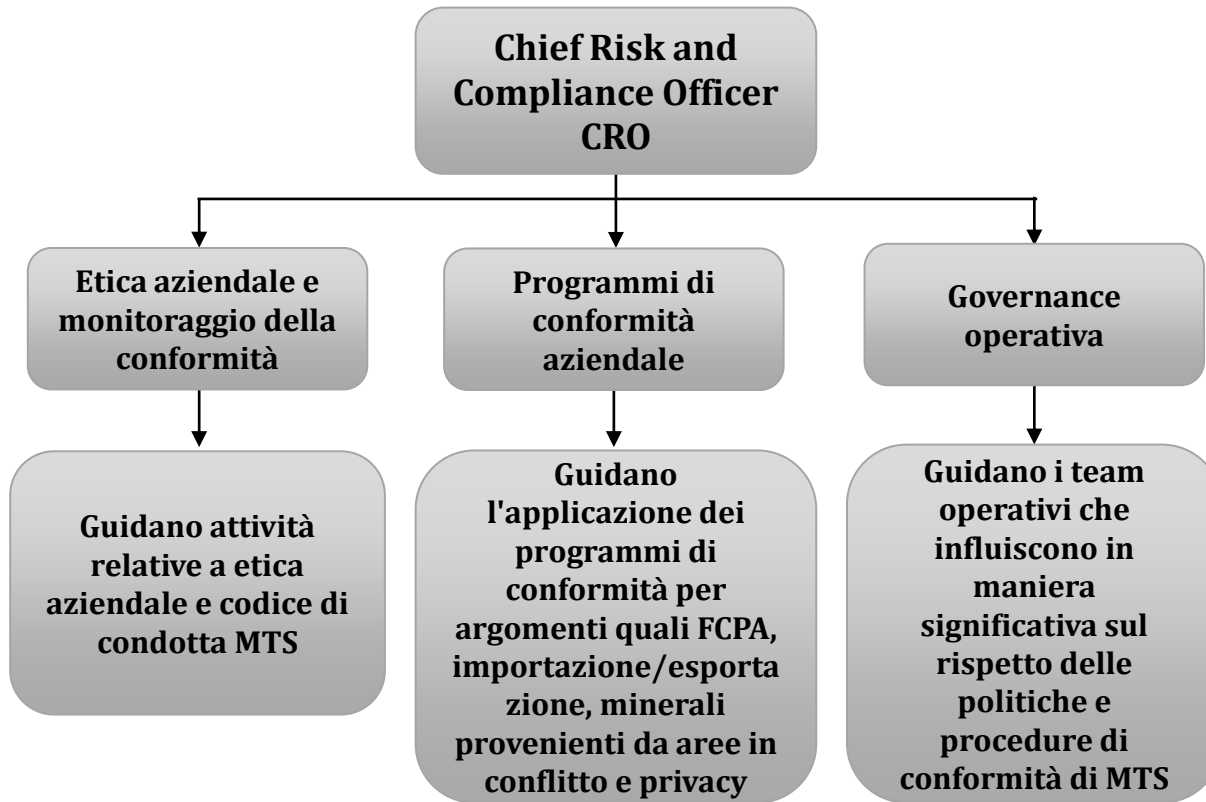 Chief Risk and
Compliance Officer
CRO
Etica aziendale e
monitoraggio della
conformità
Programmi di
conformità
aziendale
Governance
operativa
Guidano attività
relative a etica
aziendale e codice di
condotta MTS
Guidano
l'applicazione dei
programmi di
conformità per
argomenti quali FCPA,
importazione/esporta
zione, minerali
provenienti da aree in
conflitto e privacy
Guidano i team
operativi che
influiscono in
maniera
significativa sul
rispetto delle
politiche e
procedure di
conformità di MTS